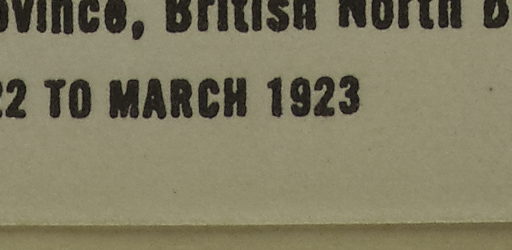 ovince, British North B
22 TO MARCH 1923